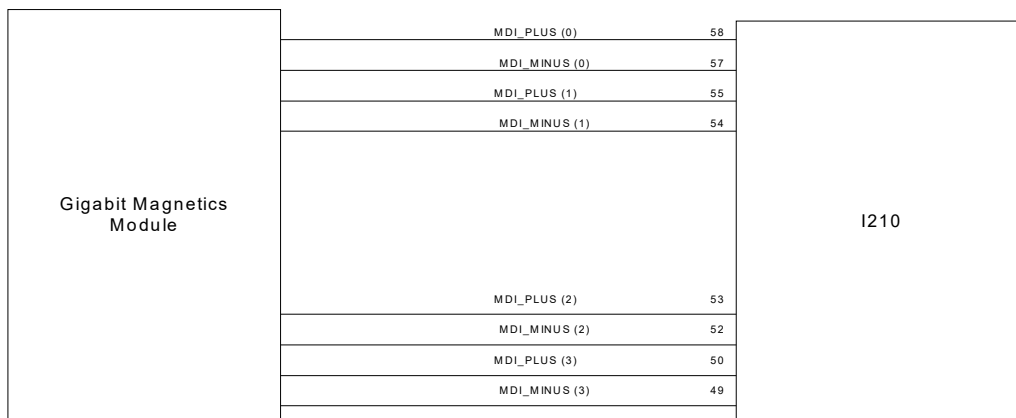 MDI_PLUS (0) 58
MDI_MINUS (0) 57
MDI_PLUS (1) 55
MDI_MINUS (1) 54
Gigabit Magnetics
Module
I210
MDI_PLUS (2) 53
MDI_MINUS (2) 52
MDI_PLUS (3) 50
MDI_MINUS (3) 49